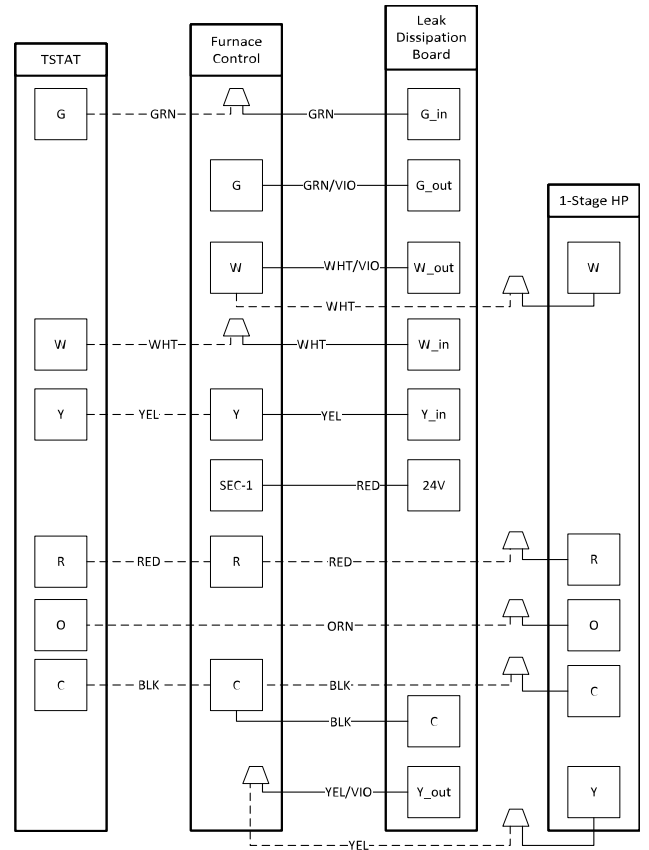 Leak
Dissipation
Board
Furnace
Control
TSTAT
G
GRN
GRN
G_in
G
GRN/VIO
G_out
1-Stage HP
W
WHT/VIO
W_out
W
WHT
W
WHT
WHT
W_in
Y
YEL
Y
YEL
Y_in
SEC-1
RED
24V
R
RED
R
RED
R
O
ORN
O
C
BLK
C
BLK
C
BLK
C
YEL/VIO
Y_out
Y
YEL